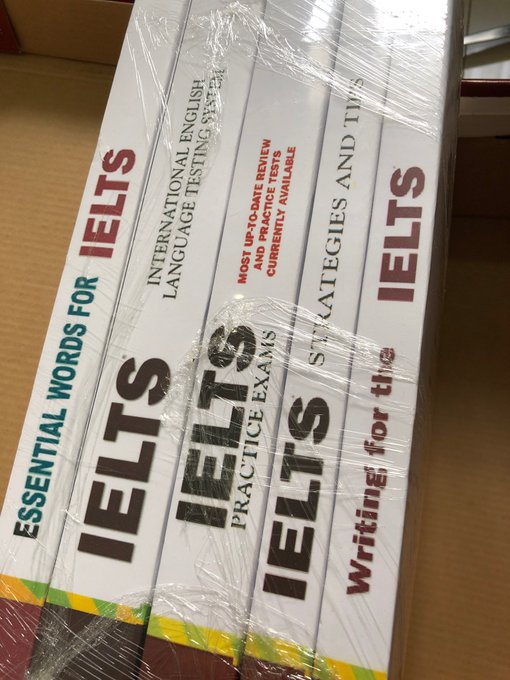 ESSENTIAL WORDS FOR IELTS
IELTS
INTERNATIONAL ENGLISH
LANGUAGE TESTING SYSTEM
IELTS
PRACTICE EXAMS
MOST UP-TO-DATE REVIEW
AND PRACTICE TESTS
CURRENTLY AVAILABLE
IELTS STRATEGIES AND TIPS
Writing for the IELTS